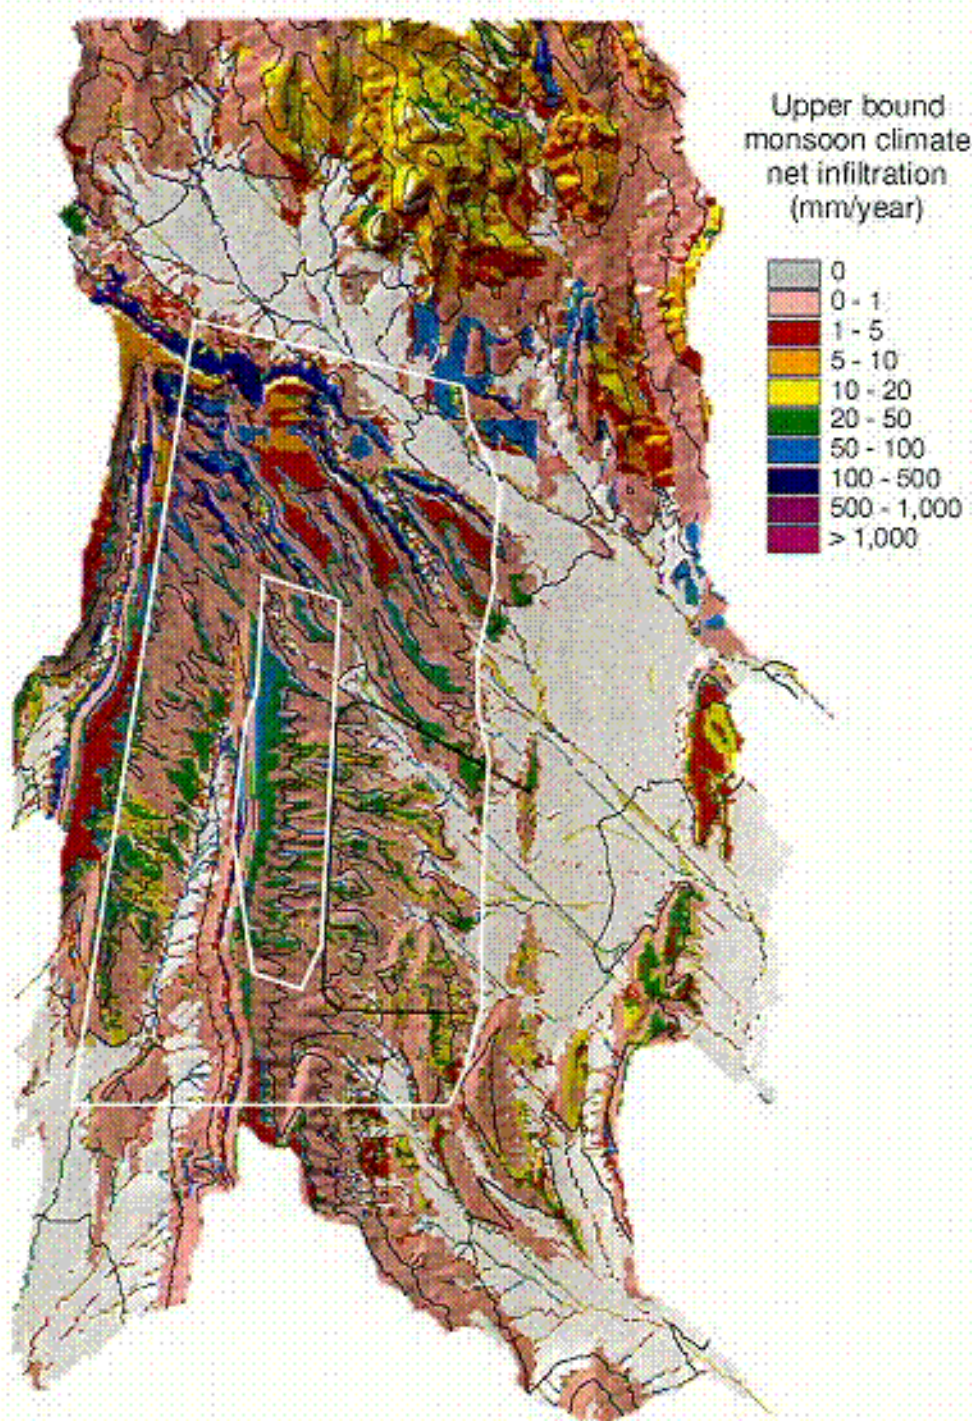 Upper bound
monsoon climate
net infiltration
(mm/year)
0
0 - 1
1 - 5
5 - 10
10 - 20
20 - 50
50 - 100
100 - 500
500 - 1,000
> 1,000